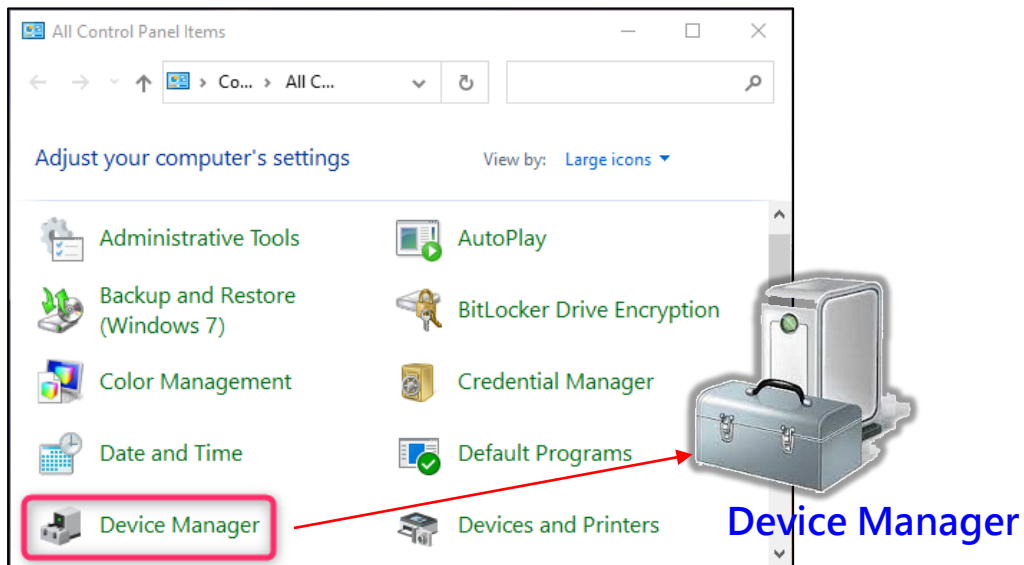 All Control Panel Items
Co... All C...
Adjust your computer's settings
View by: Large icons
Administrative Tools
AutoPlay
Backup and Restore
(Windows 7)
BitLocker Drive Encryption
Color Management
Credential Manager
Date and Time
Default Programs
Device Manager
Devices and Printers
Device Manager